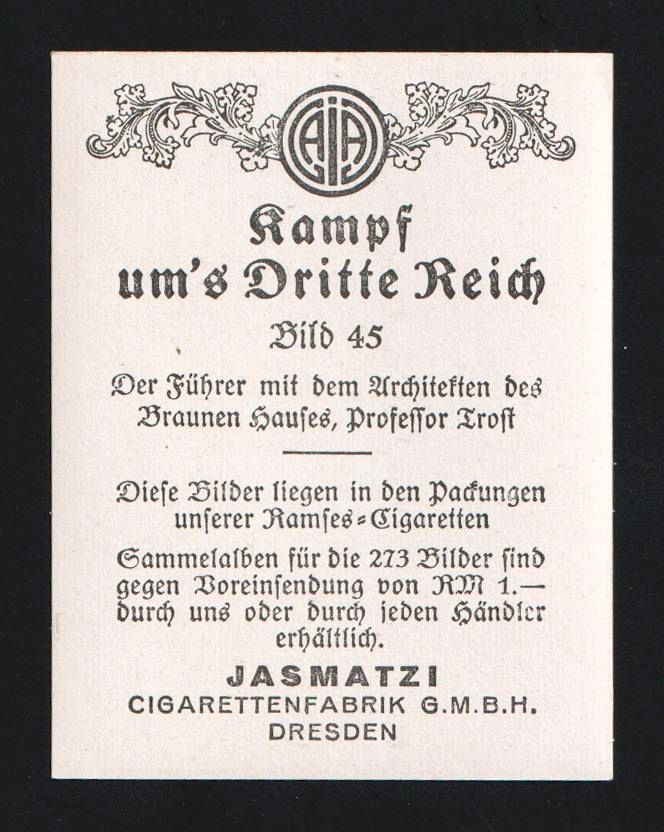 AIA
Kampf
um's Dritte Reich
Bild 45
Der Führer mit dem Architekten des
Braunen Hauses, Professor Trost
Diese Bilder liegen in den Packungen
unserer Ramses=Cigaretten
Sammelalben für die 273 Bilder sind
gegen Voreinsendung von RM 1.—
durch uns oder durch jeden Händler
erhältlich.
JASMATZI
CIGARETTENFABRIK G.M.B.H.
DRESDEN